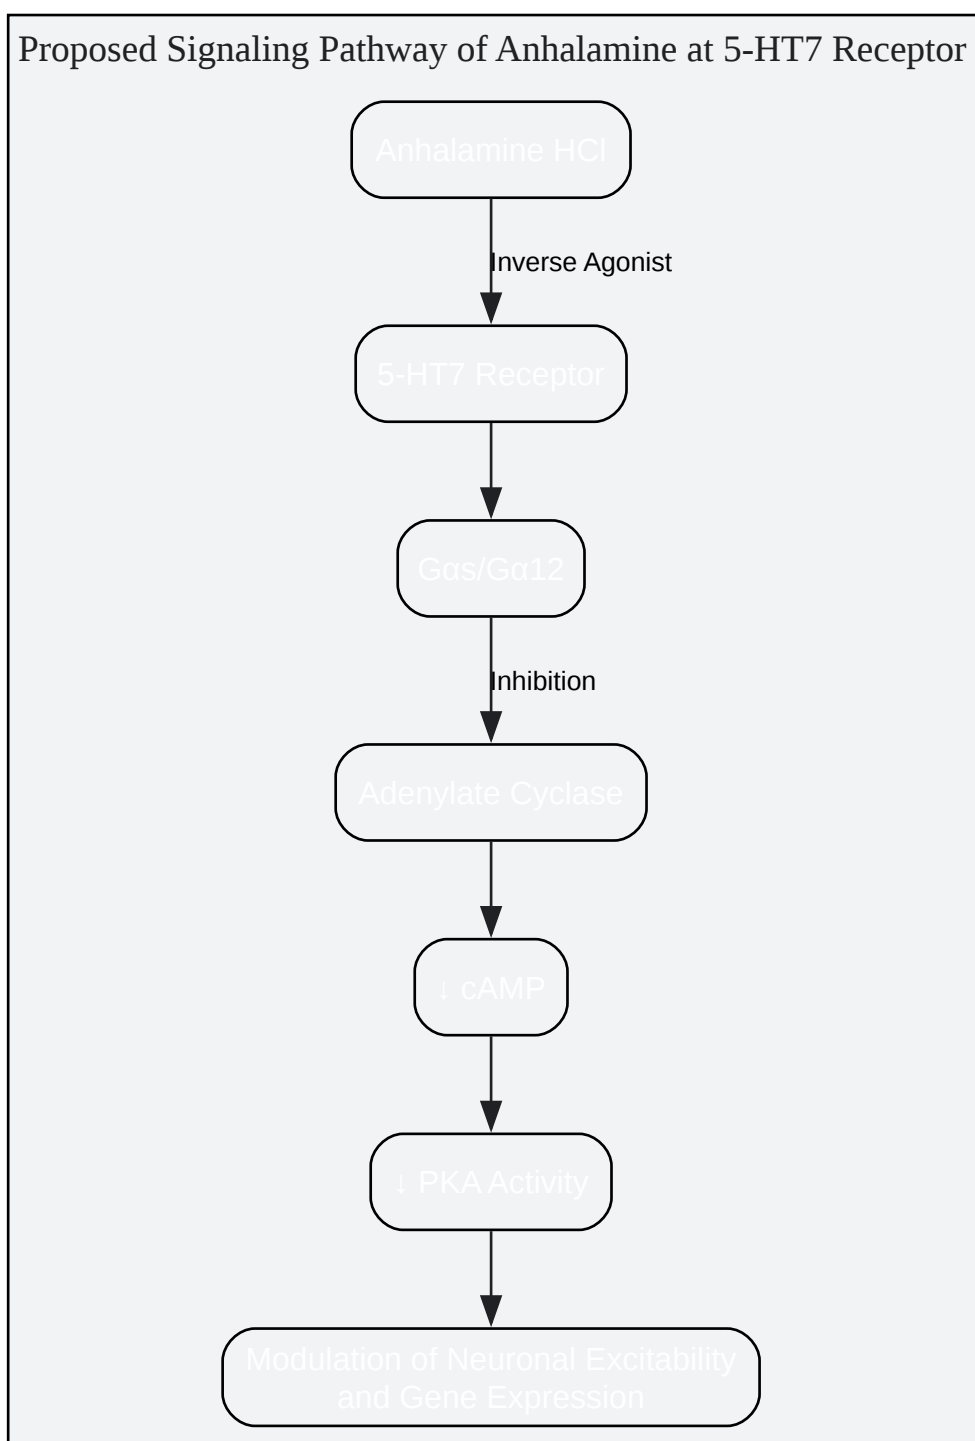 Proposed Signaling Pathway of Anhalamine at 5-HT7 Receptor
Anhalamine HCl
Inverse Agonist
5-HT7 Receptor
Gαs/Gα12
Inhibition
Adenylate Cyclase
↓ cAMP
↓ PKA Activity
Modulation of Neuronal Excitability
and Gene Expression